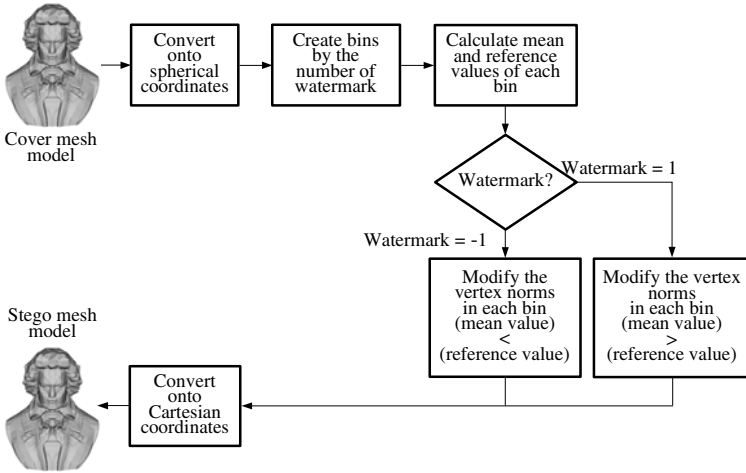 Convert
onto
spherical
coordinates
Create bins
by the
number of
watermark
Calculate mean
and reference
values of each
bin
Cover mesh
model
Watermark?
Watermark = 1
Watermark = -1
Modify the
vertex norms
in each bin
(mean value)
<
(reference value)
Modify the vertex
norms
in each bin
(mean value)
>
(reference value)
Stego mesh
model
Convert
onto
Cartesian
coordinates